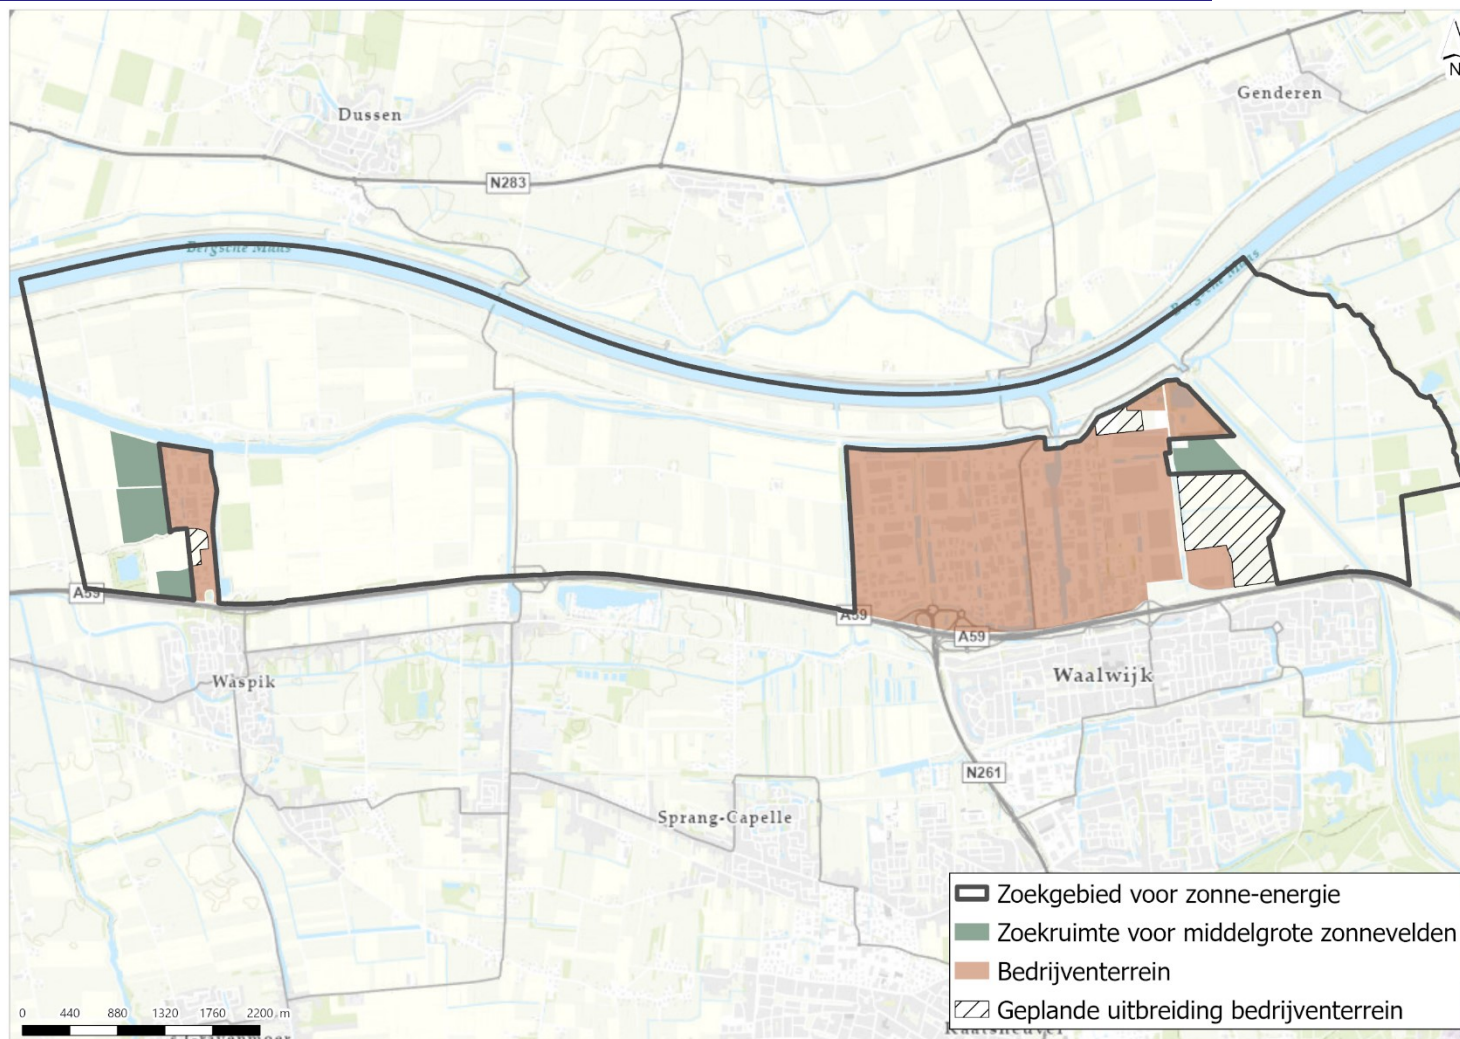 Genderen
Dussen
N283
Bergsche Maas
Bergsche Maas
A59
A59
A59
Waspik
Waalwijk
N261
Sprang-Capelle
Zoekgebied voor zonne-energie
Zoekruimte voor middelgrote zonnevelden
Bedrijventerrein
Geplande uitbreiding bedrijventerrein
0 440 880 1320 1760 2200 m
Kaatsheuvel
N